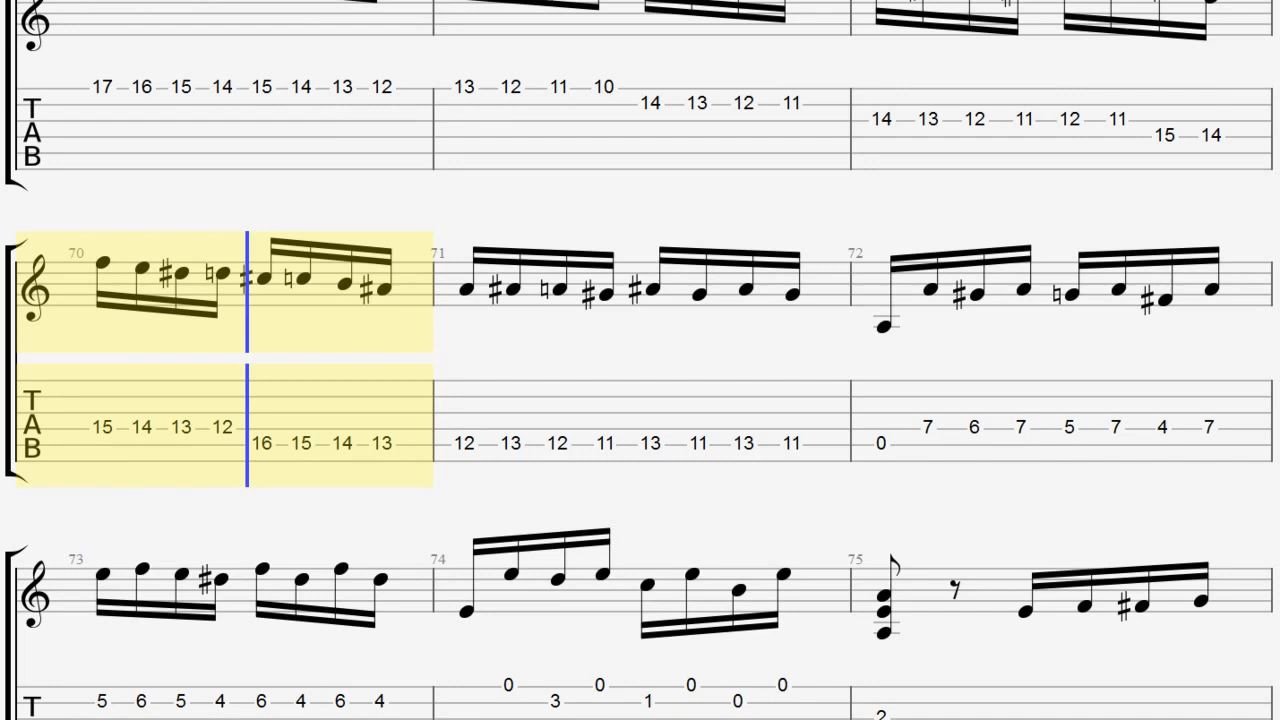 17 16 15 14 15 14 13 12 13 12 11 10
T 14 13 12 11
14 13 12 11 12 11
A 15 14
B
70 71 72
T
A 15 14 13 12 7 6 7 5 7 4 7
B 16 15 14 13 12 13 12 11 13 11 13 11 0
73 74 75
0 0 0 0
T 5 6 5 4 6 4 6 4 3 1 0
2